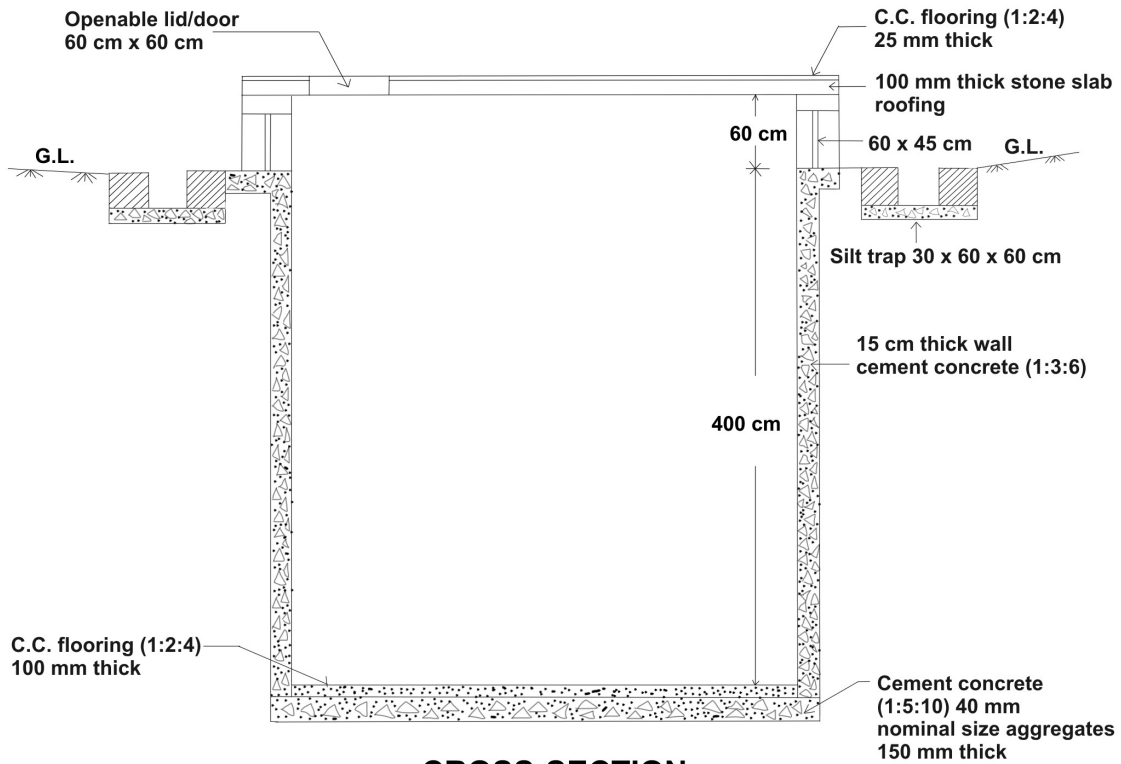 Openable lid/door
60 cm x 60 cm
C.C. flooring (1:2:4)
25 mm thick
100 mm thick stone slab
roofing
60 cm
60 x 45 cm
G.L.
G.L.
Silt trap 30 x 60 x 60 cm
15 cm thick wall
cement concrete (1:3:6)
400 cm
C.C. flooring (1:2:4)
100 mm thick
Cement concrete
(1:5:10) 40 mm
nominal size aggregates
150 mm thick
CROSS SECTION